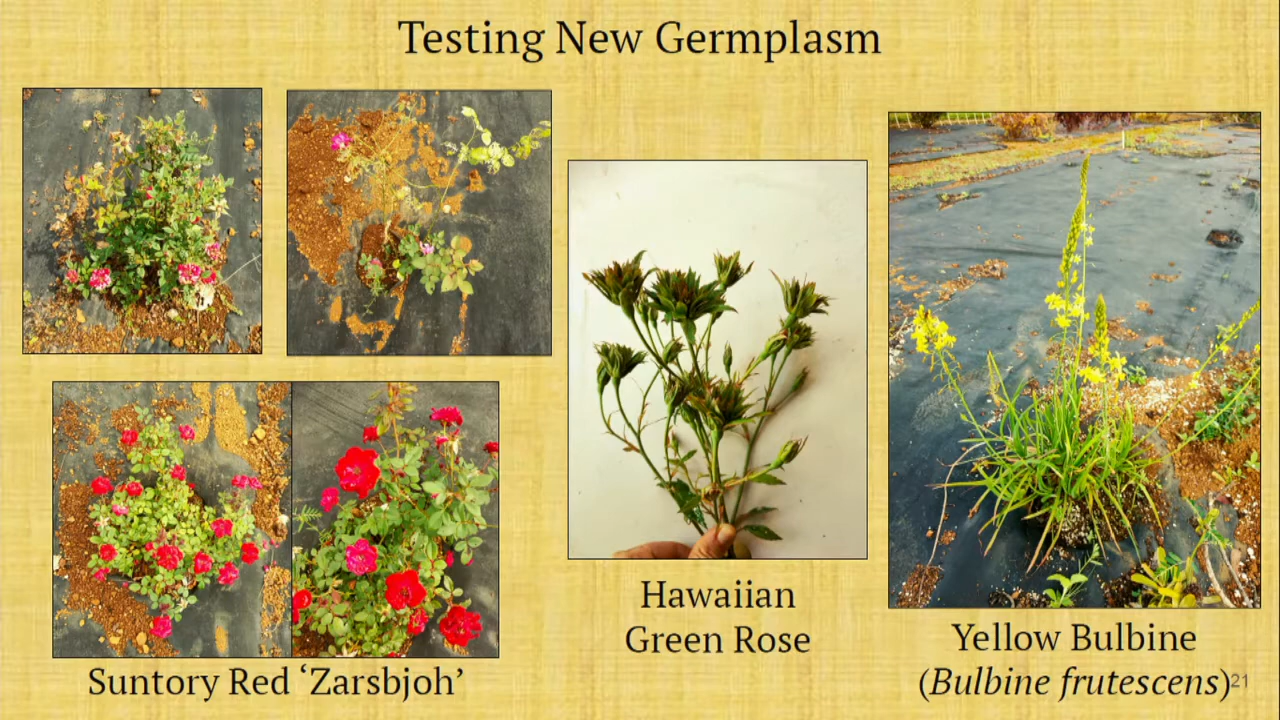 Testing New Germplasm
Suntory Red ‘Zarsbjoh’
Hawaiian
Green Rose
Yellow Bulbine
(Bulbine frutescens)
21